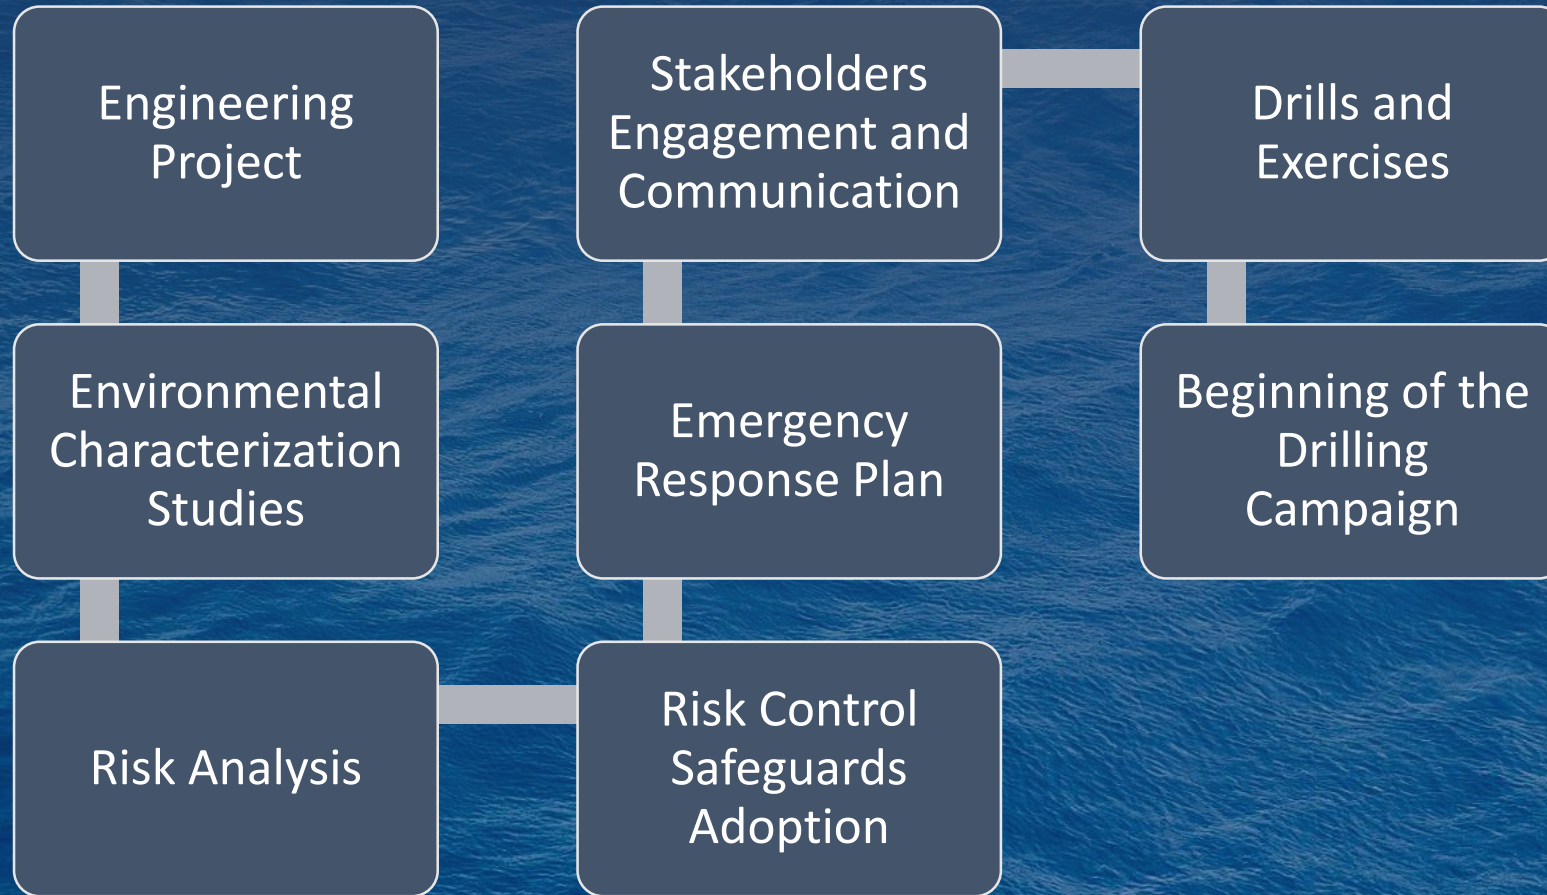 Engineering
Project
Environmental
Characterization
Studies
Risk Analysis
Risk Control
Safeguards
Adoption
Emergency
Response Plan
Stakeholders
Engagement and
Communication
Drills and
Exercises
Beginning of the
Drilling
Campaign